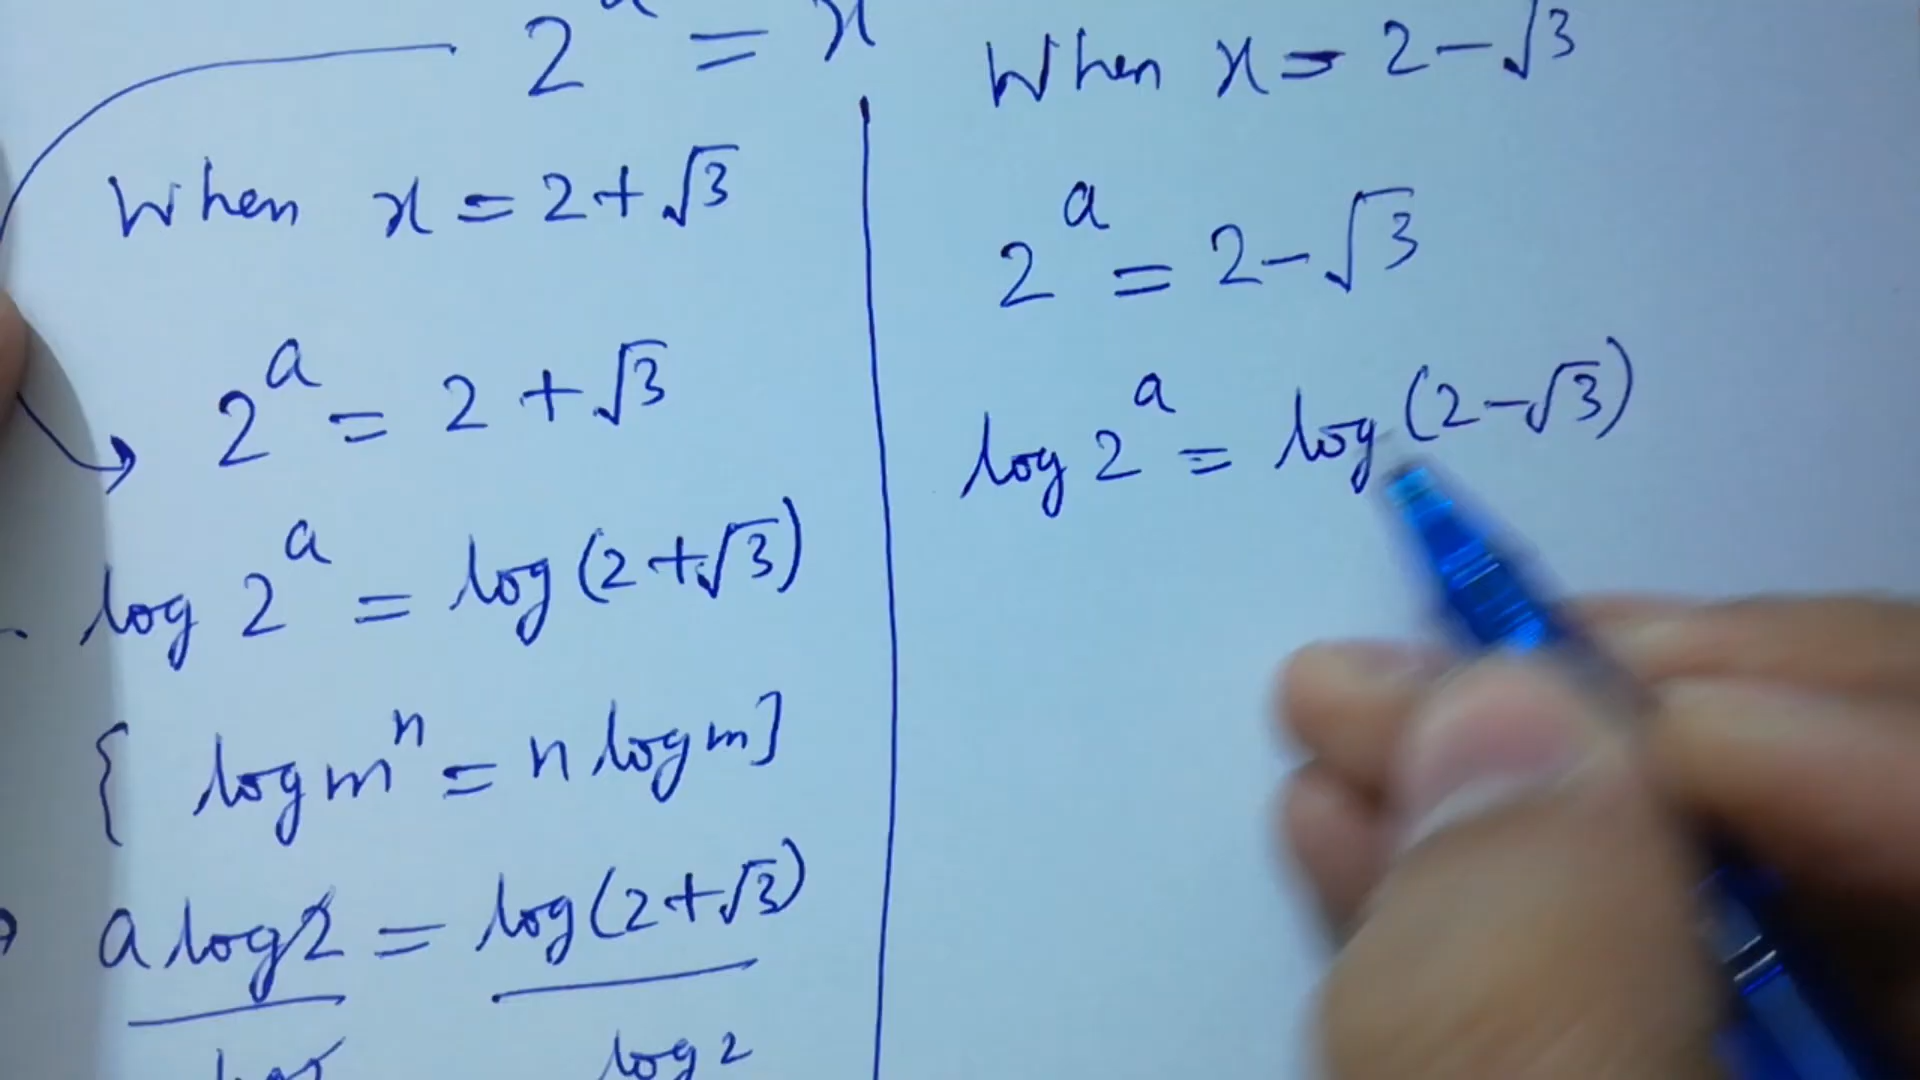 2^a = x
When x = 2 + √3
2^a = 2 + √3
log 2^a = log (2 + √3)
{ log m^n = n log m ]
a log 2 = log (2 + √3)
log 2
When x = 2 - √3
2^a = 2 - √3
log 2^a = log (2 - √3)